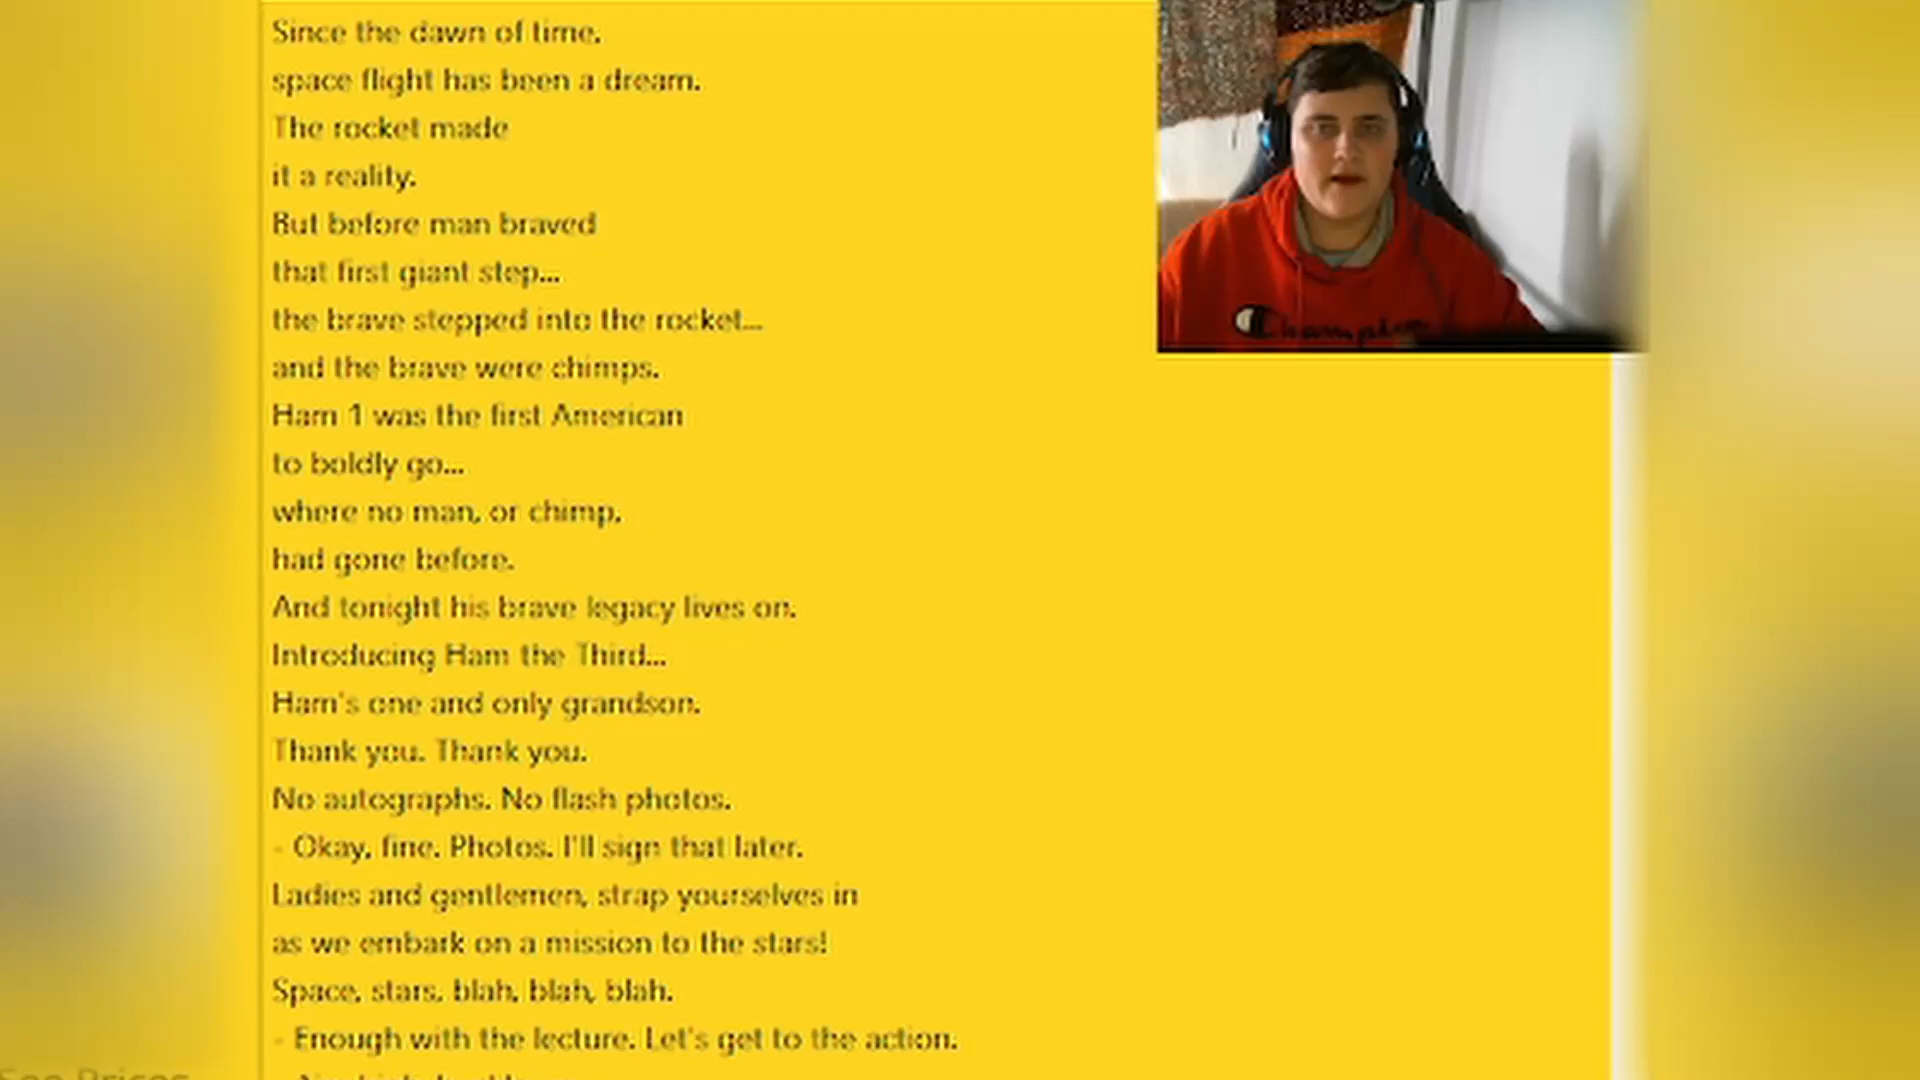 Since the dawn of time,
space flight has been a dream.
The rocket made
it a reality.
But before man braved
that first giant step...
the brave stepped into the rocket...
and the brave were chimps.
Ham 1 was the first American
to boldly go...
where no man, or chimp,
had gone before.
And tonight his brave legacy lives on.
Introducing Ham the Third...
Ham's one and only grandson.
Thank you. Thank you.
No autographs. No flash photos.
- Okay, fine. Photos. I'll sign that later.
Ladies and gentlemen, strap yourselves in
as we embark on a mission to the stars!
Space, stars, blah, blah, blah.
- Enough with the lecture. Let's get to the action.
See Prices
Champion